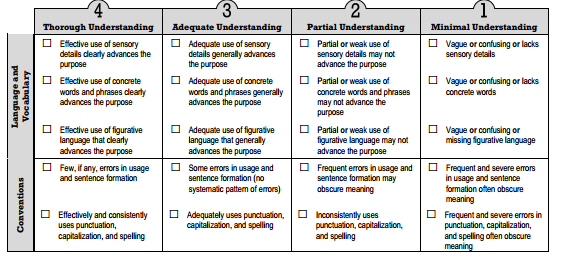 4
3
2
1
Thorough Understanding
Adequate Understanding
Partial Understanding
Minimal Understanding
Language and
Vocabulary
Effective use of sensory
details clearly advances the
purpose
Adequate use of sensory
details generally advances
the purpose
Partial or weak use of
sensory details may not
advance the purpose
Vague or confusing or lacks
sensory details
Effective use of concrete
words and phrases clearly
advances the purpose
Adequate use of concrete
words and phrases generally
advances the purpose
Partial or weak use of
concrete words and phrases
may not advance the
purpose
Vague or confusing or lacks
concrete words
Effective use of figurative
language that clearly
advances the purpose
Adequate use of figurative
language that generally
advances the purpose
Partial or weak use of
figurative language may not
advance the purpose
Vague or confusing or
missing figurative language
Conventions
Few, if any, errors in usage
and sentence formation
Some errors in usage and
sentence formation (no
systematic pattern of errors)
Frequent errors in usage and
sentence formation may
obscure meaning
Frequent and severe errors
in usage and sentence
formation often obscure
meaning
Effectively and consistently
uses punctuation,
capitalization, and spelling
Adequately uses punctuation,
capitalization, and spelling
Inconsistently uses
punctuation, capitalization,
and spelling
Frequent and severe errors in
punctuation, capitalization,
and spelling often obscure
meaning